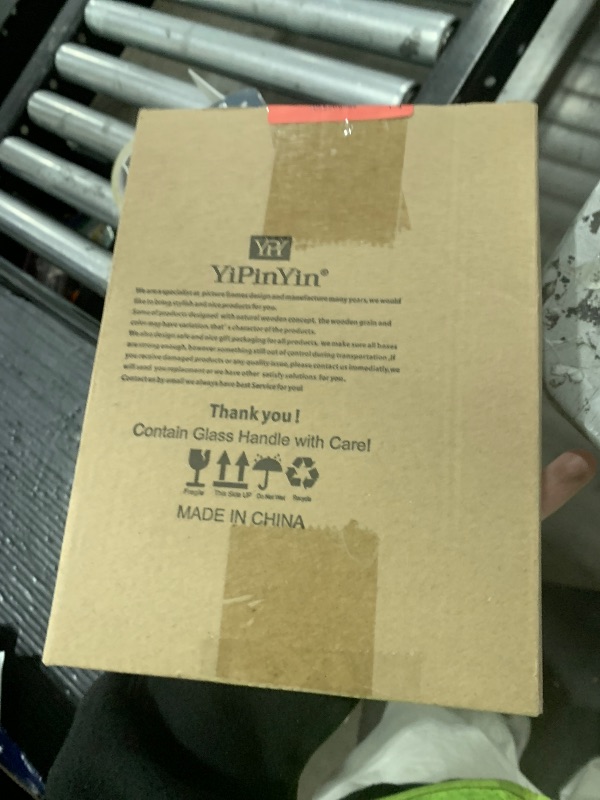 YPY
YiPinYin®
We are a specialist at picture frames design and manufacture many years, we would
like to bring stylish and nice products for you.
Some of products designed with natural wooden concept, the wooden grain and
color may have variation, that's character of the products.
We also design safe and nice gift packaging for all products, we make sure all boxes
are strong enough, however something still out of control during transportation ,if
you receive damaged products or any quality issue, please contact us immediatly, we
will send you replacement or we have other satisfy solutions for you.
Contact us by email we always have best Service for you!
Thank you !
Contain Glass Handle with Care!
Fragile This Side UP Do Not Wet Recycle
MADE IN CHINA